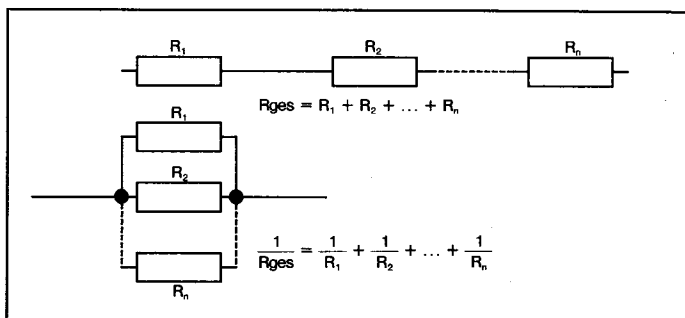 R₁ R₂ Rₙ
Rges = R₁ + R₂ + ... + Rₙ
R₁
R₂
1/Rges = 1/R₁ + 1/R₂ + ... + 1/Rₙ
Rₙ